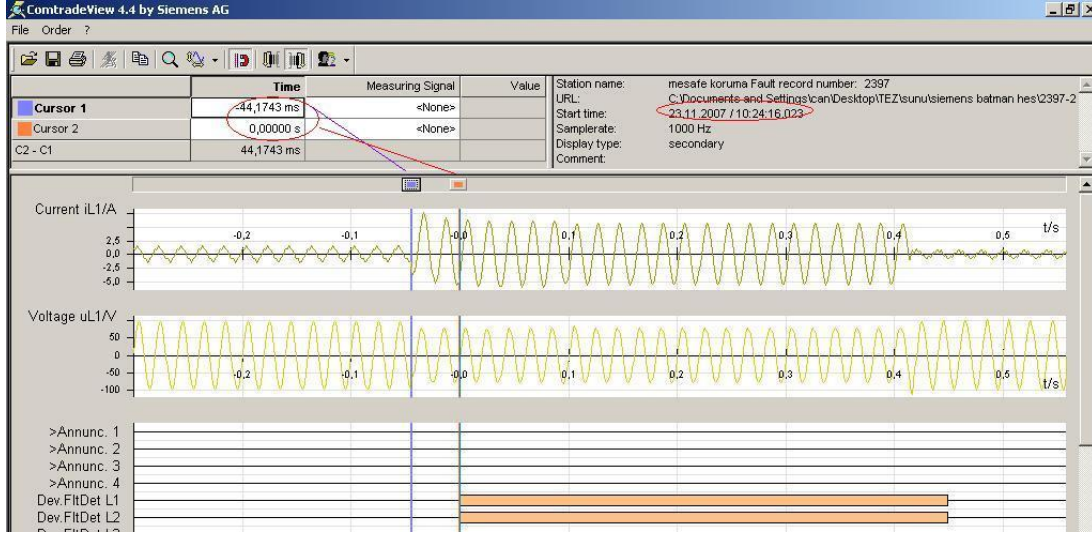 ComtradeView 4.4 by Siemens AG
File Order ?
Time Measuring Signal Value
Cursor 1 -44,1743 ms <None>
Cursor 2 0,00000 s <None>
C2 - C1 44,1743 ms
Station name: mesafe koruma Fault record number: 2397
URL: C:\Documents and Settings\can\Desktop\TEZ\sunu\siemens batman hes\2397-2
Start time: 23.11.2007 / 10:24:16.023
Samplerate: 1000 Hz
Display type: secondary
Comment:
Current iL1/A
t/s
-0,2 -0,1 -0,0 0,1 0,2 0,3 0,4 0,5
2,5
0,0
-2,5
-5,0
Voltage uL1/V
50
0
-50
-100
-0,2 -0,1 -0,0 0,1 0,2 0,3 0,4 0,5
t/s
>Annunc. 1
>Annunc. 2
>Annunc. 3
>Annunc. 4
Dev.FltDet L1
Dev.FltDet L2